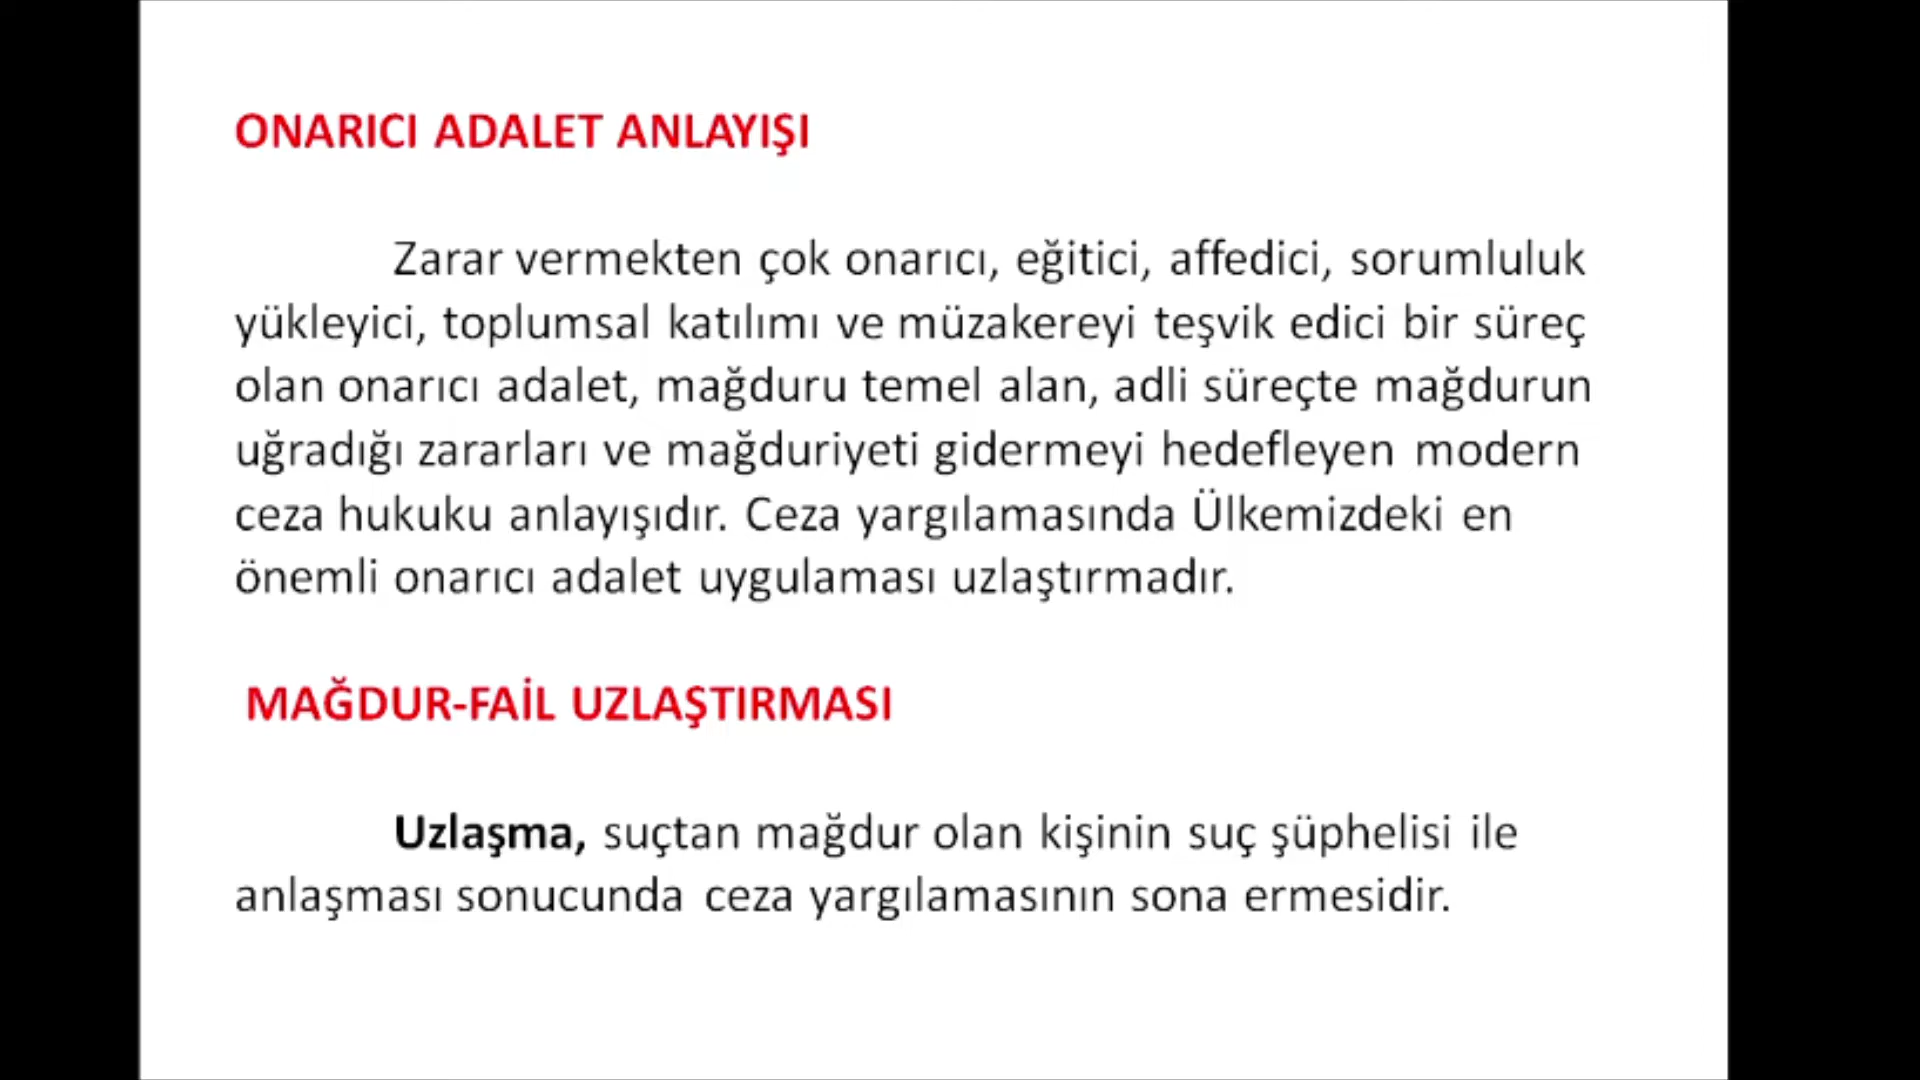 ONARICI ADALET ANLAYIŞI
Zarar vermekten çok onarıcı, eğitici, affedici, sorumluluk
yükleyici, toplumsal katılımı ve müzakereyi teşvik edici bir süreç
olan onarıcı adalet, mağduru temel alan, adli süreçte mağdurun
uğradığı zararları ve mağduriyeti gidermeyi hedefleyen modern
ceza hukuku anlayışıdır. Ceza yargılamasında Ülkemizdeki en
önemli onarıcı adalet uygulaması uzlaştırmadır.
MAĞDUR-FAİL UZLAŞTIRMASI
Uzlaşma, suçtan mağdur olan kişinin suç şüphelisi ile
anlaşması sonucunda ceza yargılamasının sona ermesidir.